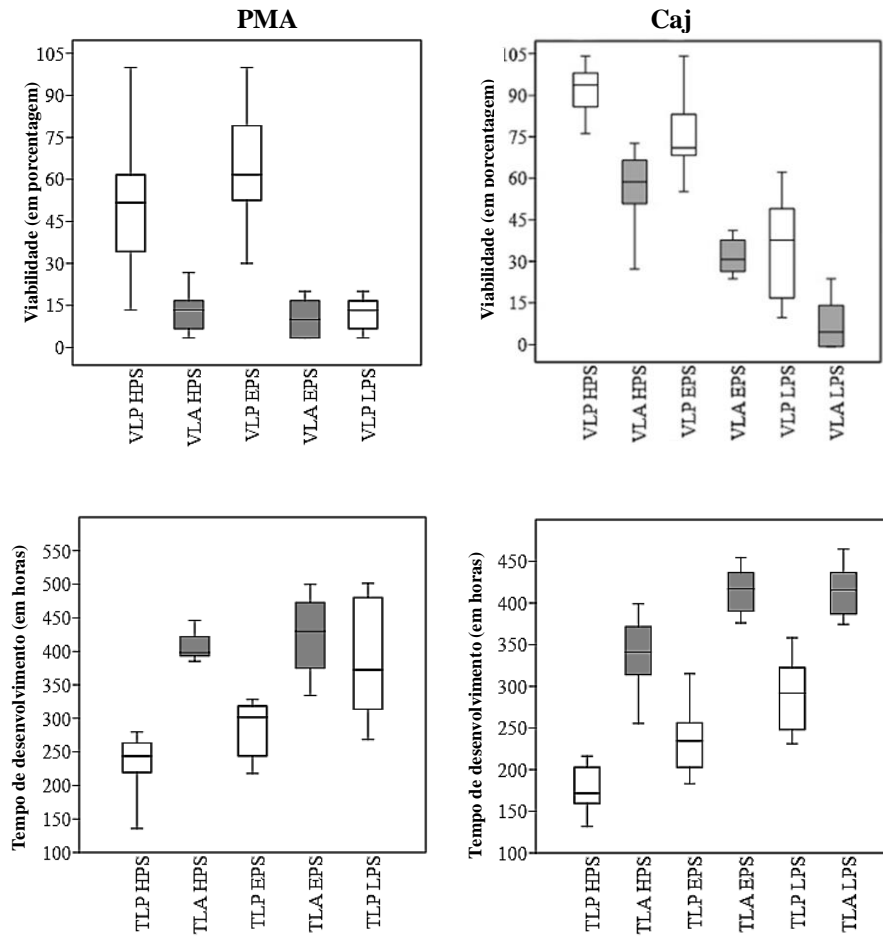 PMA
Viabilidade (em porcentagem)
105
90
75
60
45
30
15
0
VLP HPS
VLA HPS
VLP EPS
VLA EPS
VLP LPS
Caj
Viabilidade (em porcentagem)
105
90
75
60
45
30
15
0
VLP HPS
VLA HPS
VLP EPS
VLA EPS
VLP LPS
VLA LPS
Tempo de desenvolvimento (em horas)
550
500
450
400
350
300
250
200
150
100
TLP HPS
TLA HPS
TLP EPS
TLA EPS
TLP LPS
Tempo de desenvolvimento (em horas)
450
400
350
300
250
200
150
100
TLP HPS
TLA HPS
TLP EPS
TLA EPS
TLP LPS
TLA LPS